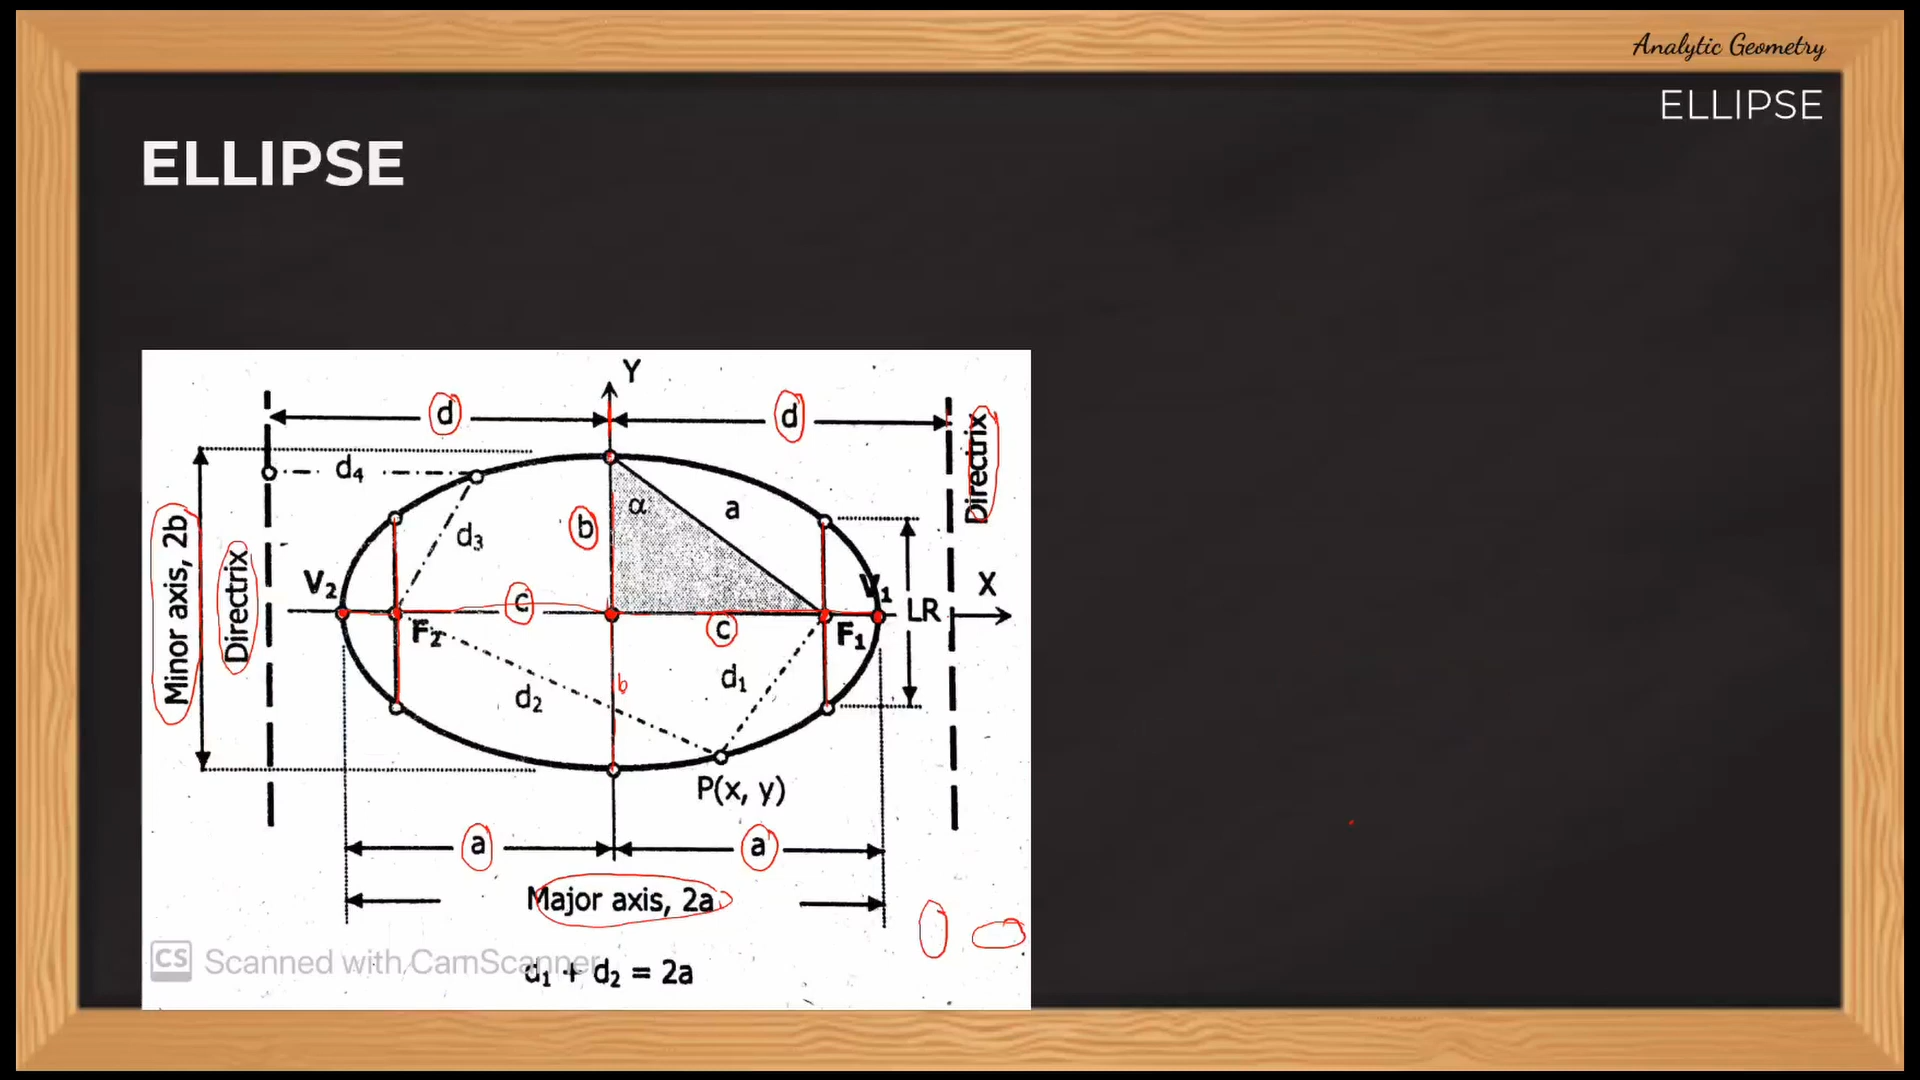 Analytic Geometry
ELLIPSE
ELLIPSE
Y
d
d
Directrix
d₄
α
a
b
d₃
Minor axis, 2b
Directrix
V₂
V₁
X
c
c
LR
F₂
F₁
b
d₂
d₁
P(x, y)
a
a
Major axis, 2a
CS Scanned with CamScanner
d₁ + d₂ = 2a